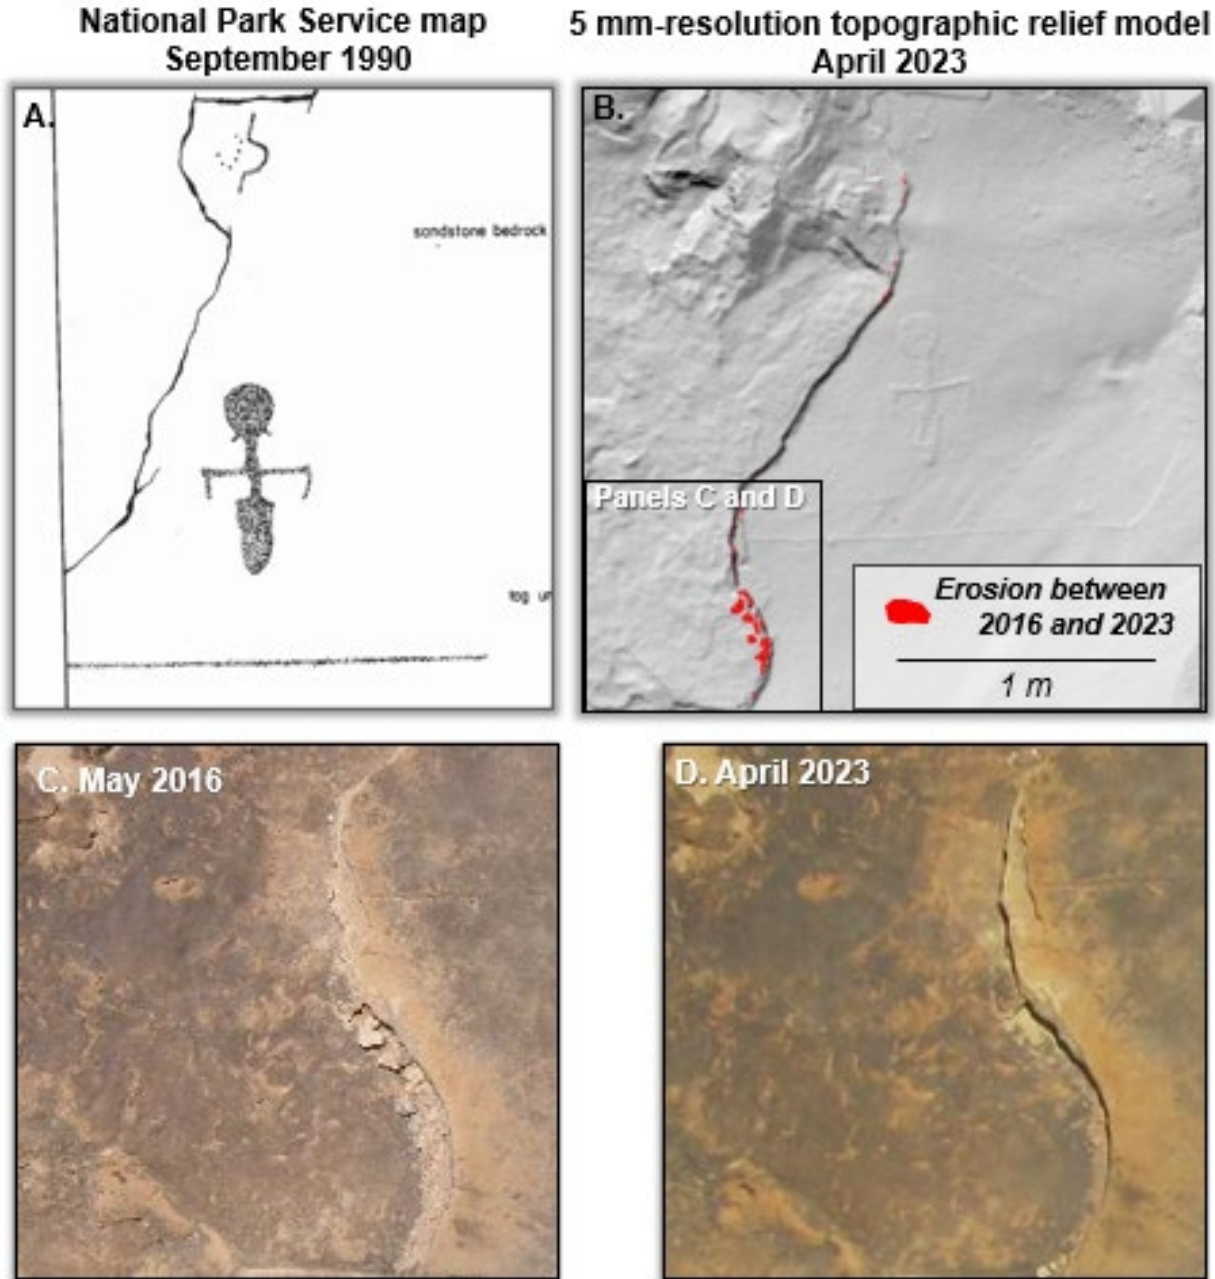 National Park Service map
September 1990
5 mm-resolution topographic relief model
April 2023
A.
sandstone bedrock
B.
Panels C and D
Erosion between
2016 and 2023
1 m
C. May 2016
D. April 2023